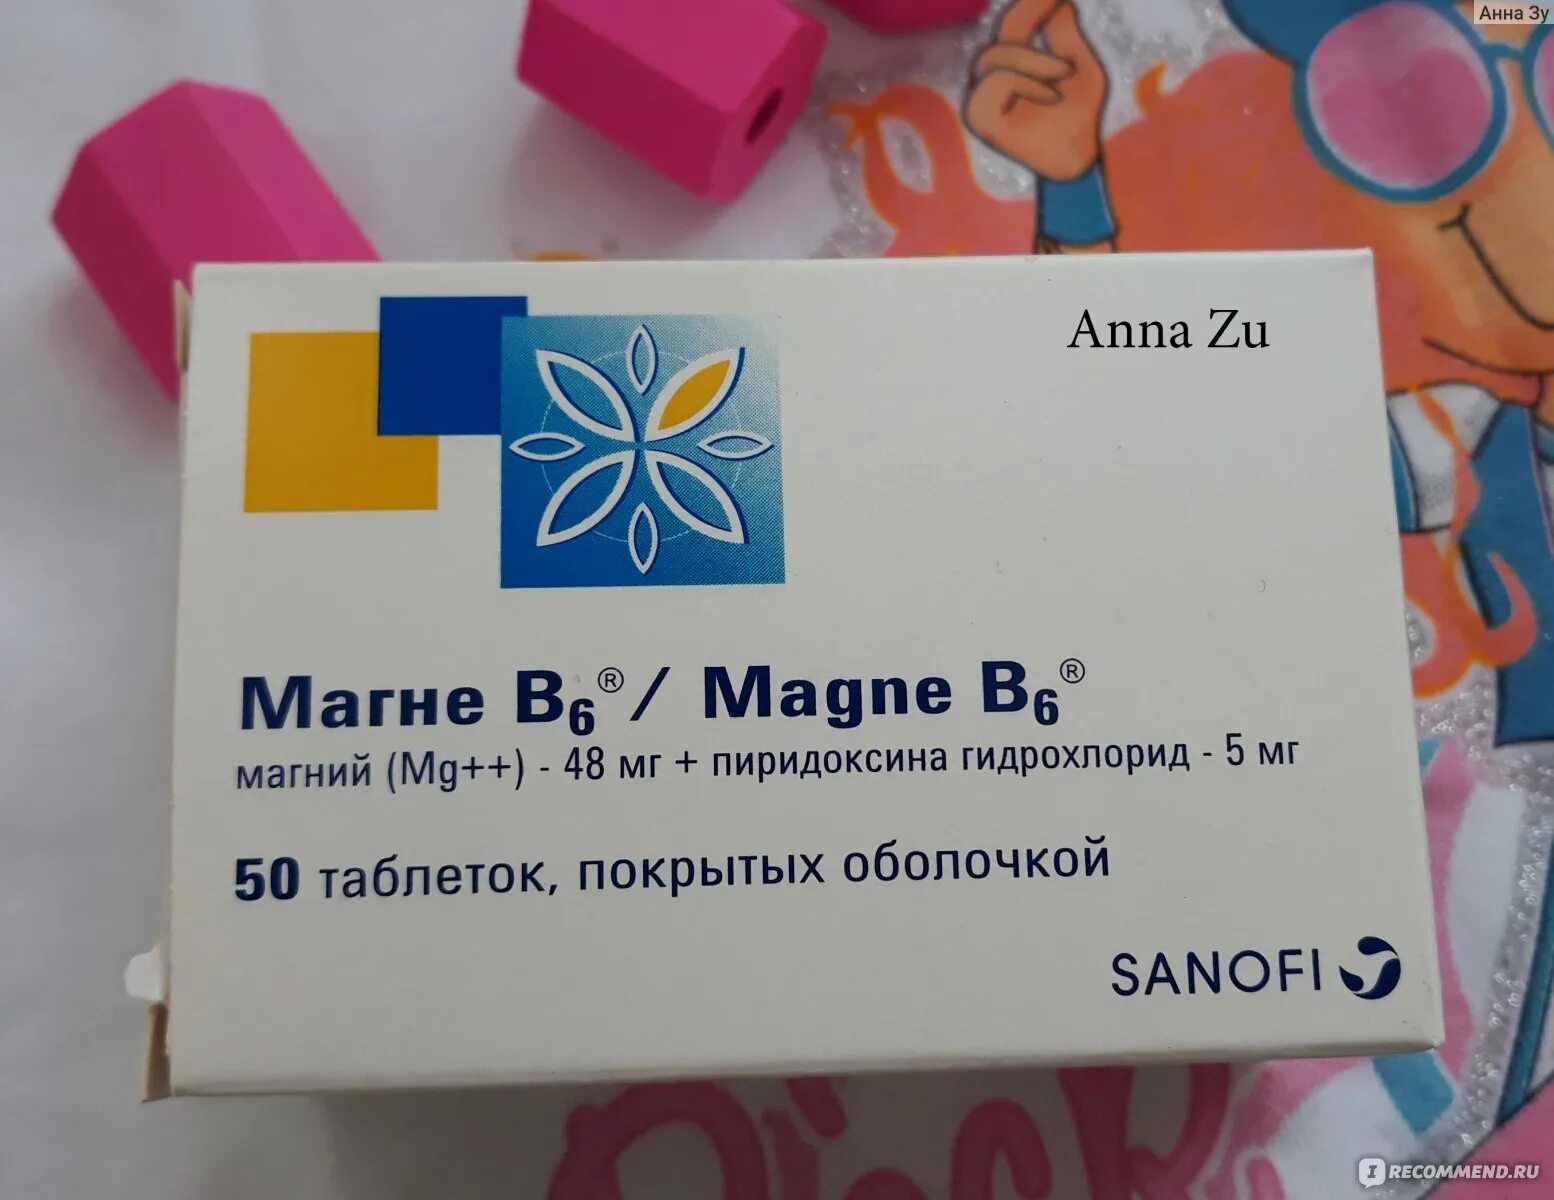 Анна Зу
Anna Zu
Магне B6® / Magne B6®
магний (Mg++) - 48 мг + пиридоксина гидрохлорид - 5 мг
50 таблеток, покрытых оболочкой
SANOFI
IRECOMMEND.RU